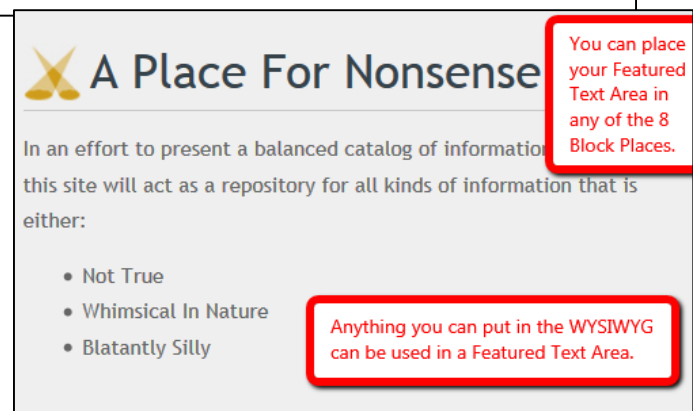 A Place For Nonsense
You can place
your Featured
Text Area in
any of the 8
Block Places.
In an effort to present a balanced catalog of information
this site will act as a repository for all kinds of information that is
either:
• Not True
• Whimsical In Nature
• Blatantly Silly
Anything you can put in the WYSIWYG
can be used in a Featured Text Area.